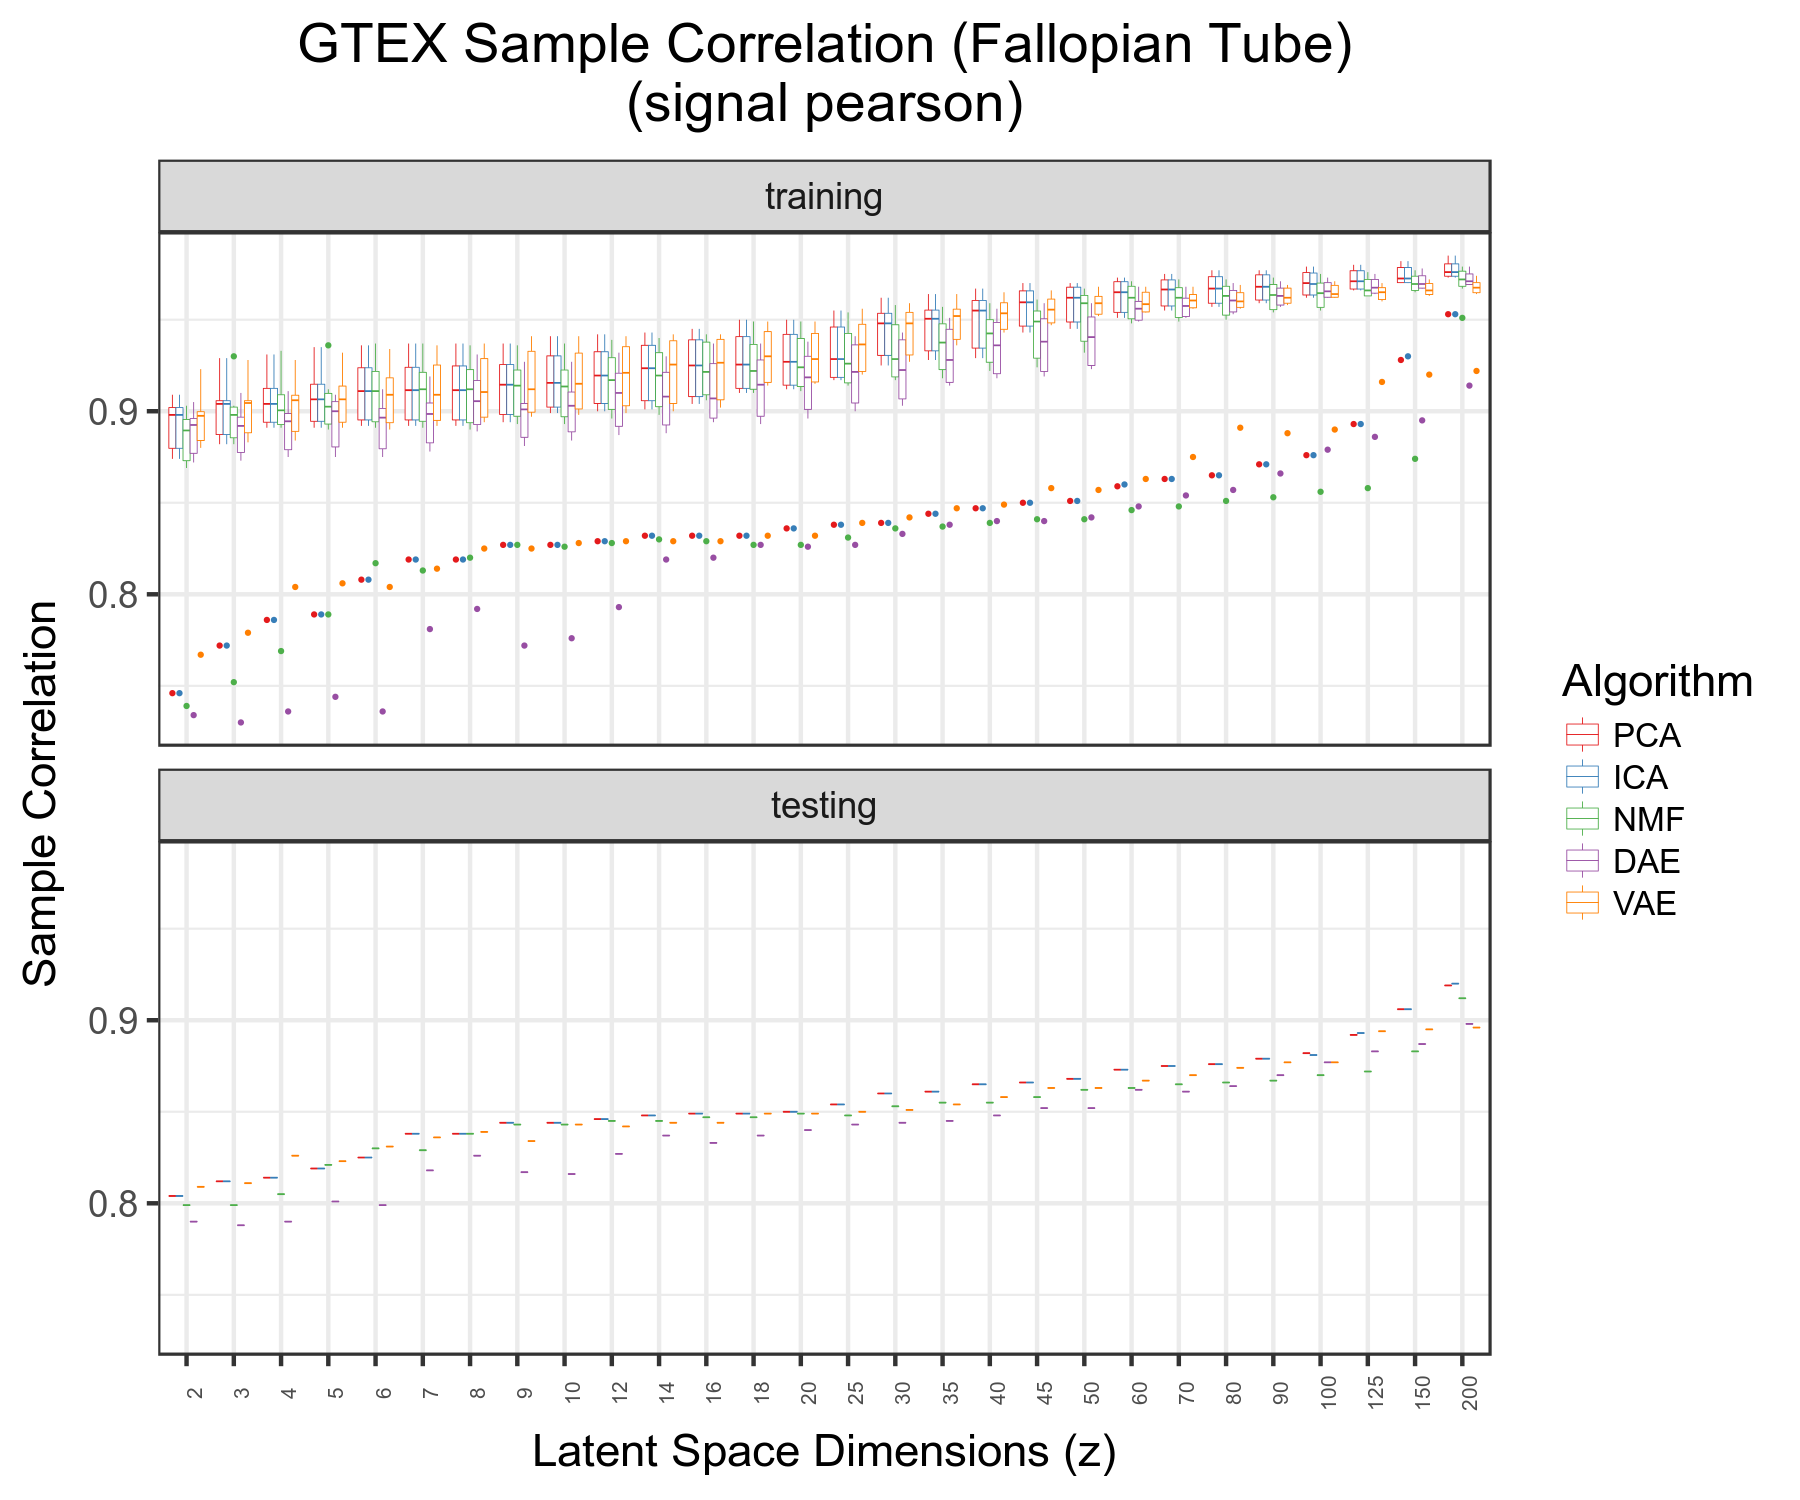 GTEX Sample Correlation (Fallopian Tube)
(signal pearson)
training
0.9
0.8
testing
0.9
0.8
Sample Correlation
2 3 4 5 6 7 8 9 10 12 14 16 18 20 25 30 35 40 45 50 60 70 80 90 100 125 150 200
Latent Space Dimensions (z)
Algorithm
PCA
ICA
NMF
DAE
VAE